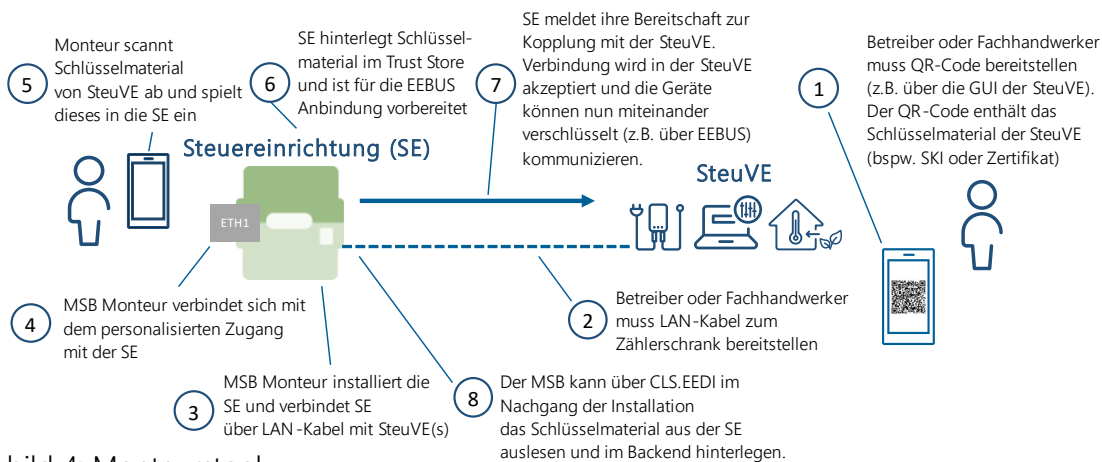 5
Monteur scannt
Schlüsselmaterial
von SteuVE ab und spielt
dieses in die SE ein
6
SE hinterlegt Schlüssel-
material im Trust Store
und ist für die EEBUS
Anbindung vorbereitet
7
SE meldet ihre Bereitschaft zur
Kopplung mit der SteuVE.
Verbindung wird in der SteuVE
akzeptiert und die Geräte
können nun miteinander
verschlüsselt (z.B. über EEBUS)
kommunizieren.
1
Betreiber oder Fachhandwerker
muss QR-Code bereitstellen
(z.B. über die GUI der SteuVE).
Der QR-Code enthält das
Schlüsselmaterial der SteuVE
(bspw. SKI oder Zertifikat)
Steuereinrichtung (SE)
SteuVE
ETH1
4
MSB Monteur verbindet sich mit
dem personalisierten Zugang
mit der SE
2
Betreiber oder Fachhandwerker
muss LAN-Kabel zum
Zählerschrank bereitstellen
3
MSB Monteur installiert die
SE und verbindet SE
über LAN-Kabel mit SteuVE(s)
8
Der MSB kann über CLS.EEDI im
Nachgang der Installation
das Schlüsselmaterial aus der SE
auslesen und im Backend hinterlegen.